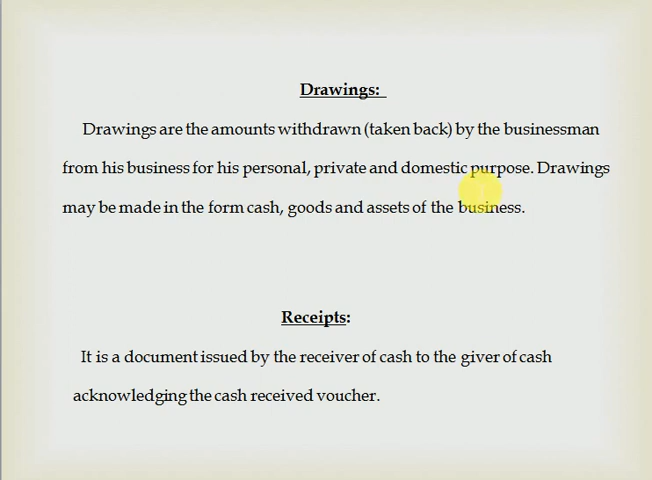 Drawings:
Drawings are the amounts withdrawn (taken back) by the businessman
from his business for his personal, private and domestic purpose. Drawings
may be made in the form cash, goods and assets of the business.
Receipts:
It is a document issued by the receiver of cash to the giver of cash
acknowledging the cash received voucher.